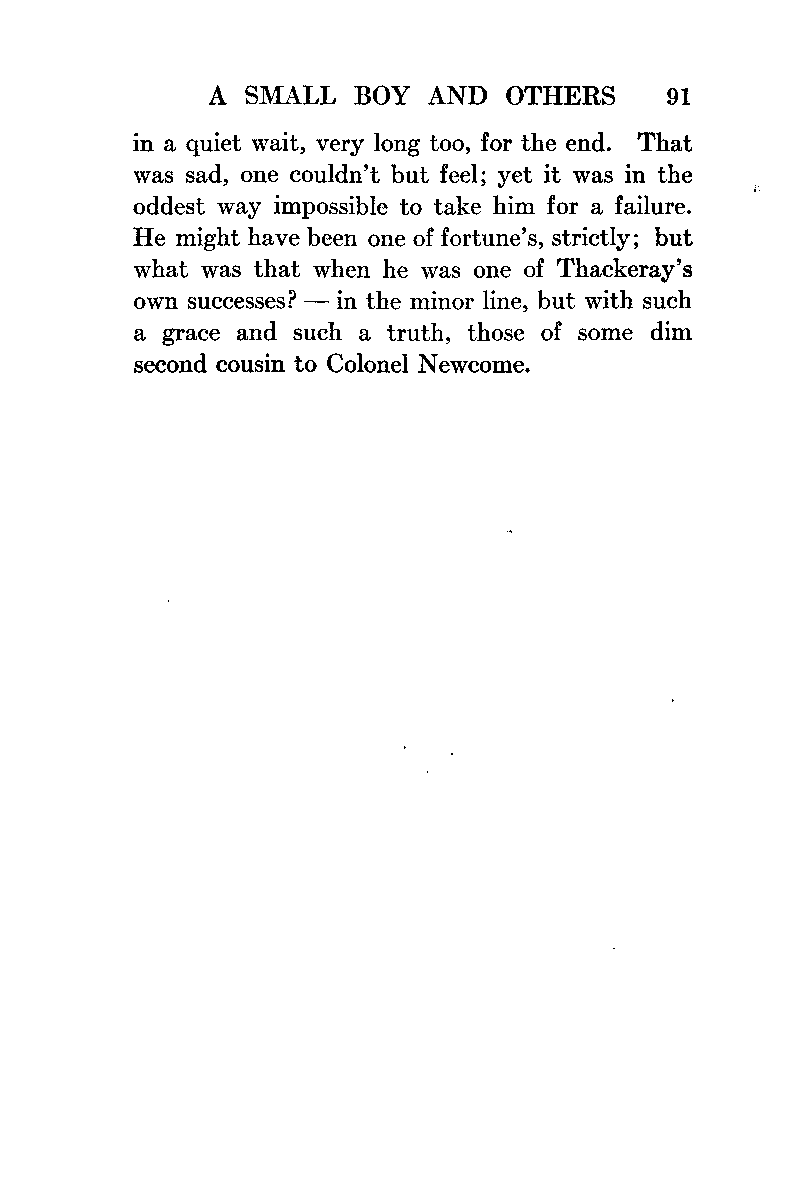 A SMALL BOY AND OTHERS 91
in a quiet wait, very long too, for the end. That
was sad, one couldn't but feel; yet it was in the
oddest way impossible to take him for a failure.
He might have been one of fortune's, strictly; but
what was that when he was one of Thackeray's
own successes? — in the minor line, but with such
a grace and such a truth, those of some dim
second cousin to Colonel Newcome.